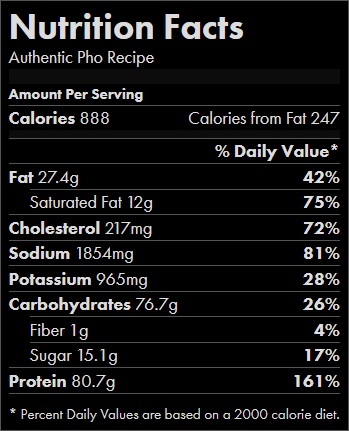 Nutrition Facts
Authentic Pho Recipe
Amount Per Serving
Calories 888 Calories from Fat 247
% Daily Value*
Fat 27.4g 42%
Saturated Fat 12g 75%
Cholesterol 217mg 72%
Sodium 1854mg 81%
Potassium 965mg 28%
Carbohydrates 76.7g 26%
Fiber 1g 4%
Sugar 15.1g 17%
Protein 80.7g 161%
* Percent Daily Values are based on a 2000 calorie diet.